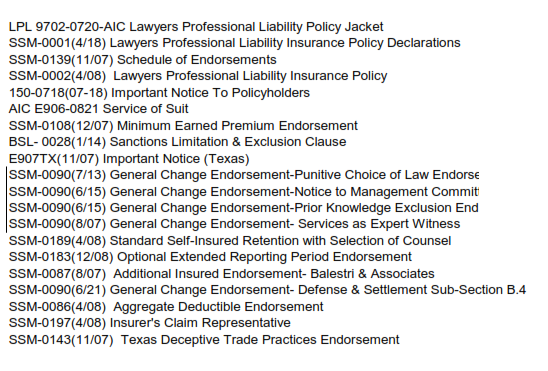 LPL 9702-0720-AIC Lawyers Professional Liability Policy Jacket
SSM-0001(4/18) Lawyers Professional Liability Insurance Policy Declarations
SSM-0139(11/07) Schedule of Endorsements
SSM-0002(4/08)  Lawyers Professional Liability Insurance Policy
150-0718(07-18) Important Notice To Policyholders
AIC E906-0821 Service of Suit
SSM-0108(12/07) Minimum Earned Premium Endorsement
BSL- 0028(1/14) Sanctions Limitation & Exclusion Clause
E907TX(11/07) Important Notice (Texas)
SSM-0090(7/13) General Change Endorsement-Punitive Choice of Law Endorse
SSM-0090(6/15) General Change Endorsement-Notice to Management Committ
SSM-0090(6/15) General Change Endorsement-Prior Knowledge Exclusion End
SSM-0090(8/07) General Change Endorsement- Services as Expert Witness
SSM-0189(4/08) Standard Self-Insured Retention with Selection of Counsel
SSM-0183(12/08) Optional Extended Reporting Period Endorsement
SSM-0087(8/07)  Additional Insured Endorsement- Balestri & Associates
SSM-0090(6/21) General Change Endorsement- Defense & Settlement Sub-Section B.4
SSM-0086(4/08)  Aggregate Deductible Endorsement
SSM-0197(4/08) Insurer's Claim Representative
SSM-0143(11/07)  Texas Deceptive Trade Practices Endorsement